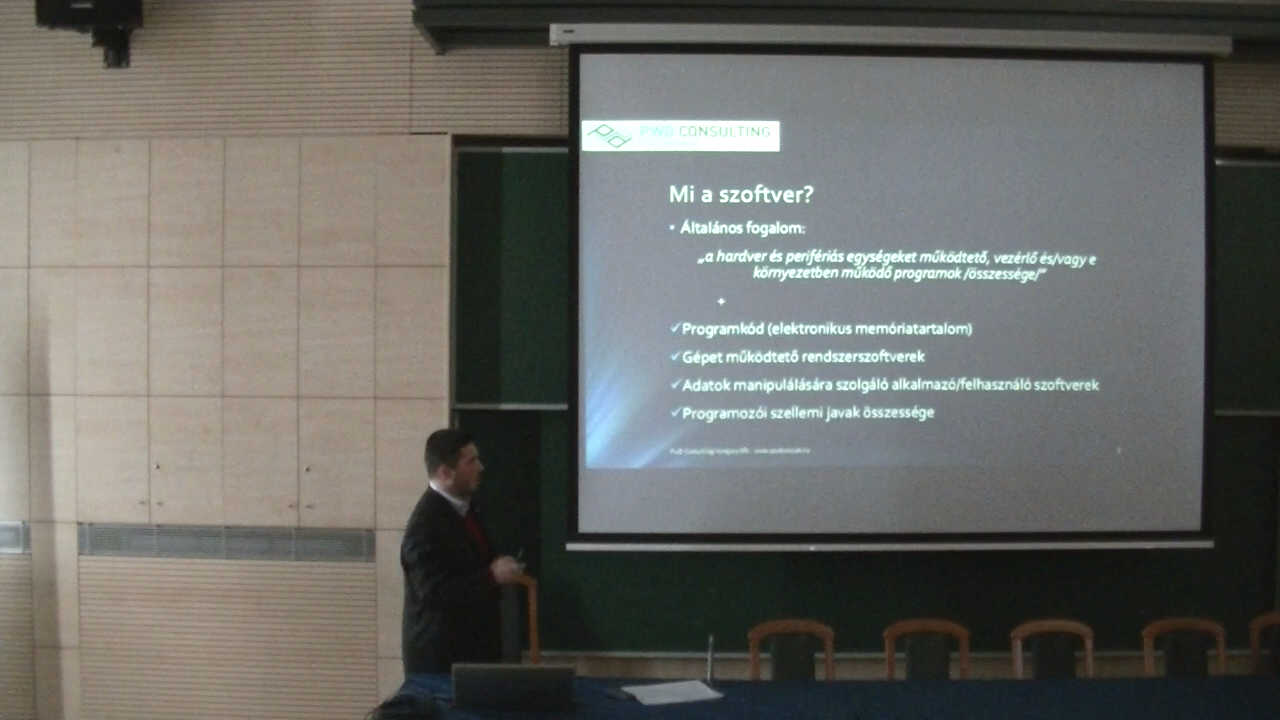 PWD CONSULTING
Mi a szoftver?
• Általános fogalom:
„a hardver és perifériás egységeket működtető, vezérlő és/vagy e
környezetben működő programok /összessége/"
+
✓Programkód (elektronikus memóriatartalom)
✓Gépet működtető rendszerszoftverek
✓Adatok manipulálására szolgáló alkalmazó/felhasználó szoftverek
✓Programozói szellemi javak összessége